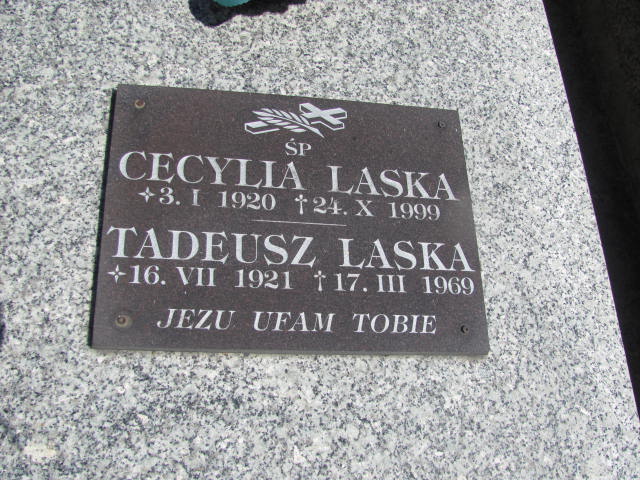 ŚP
CECYLIA LASKA
✧3. I 1920 †24. X 1999
TADEUSZ LASKA
✧16. VII 1921 †17. III 1969
JEZU UFAM TOBIE